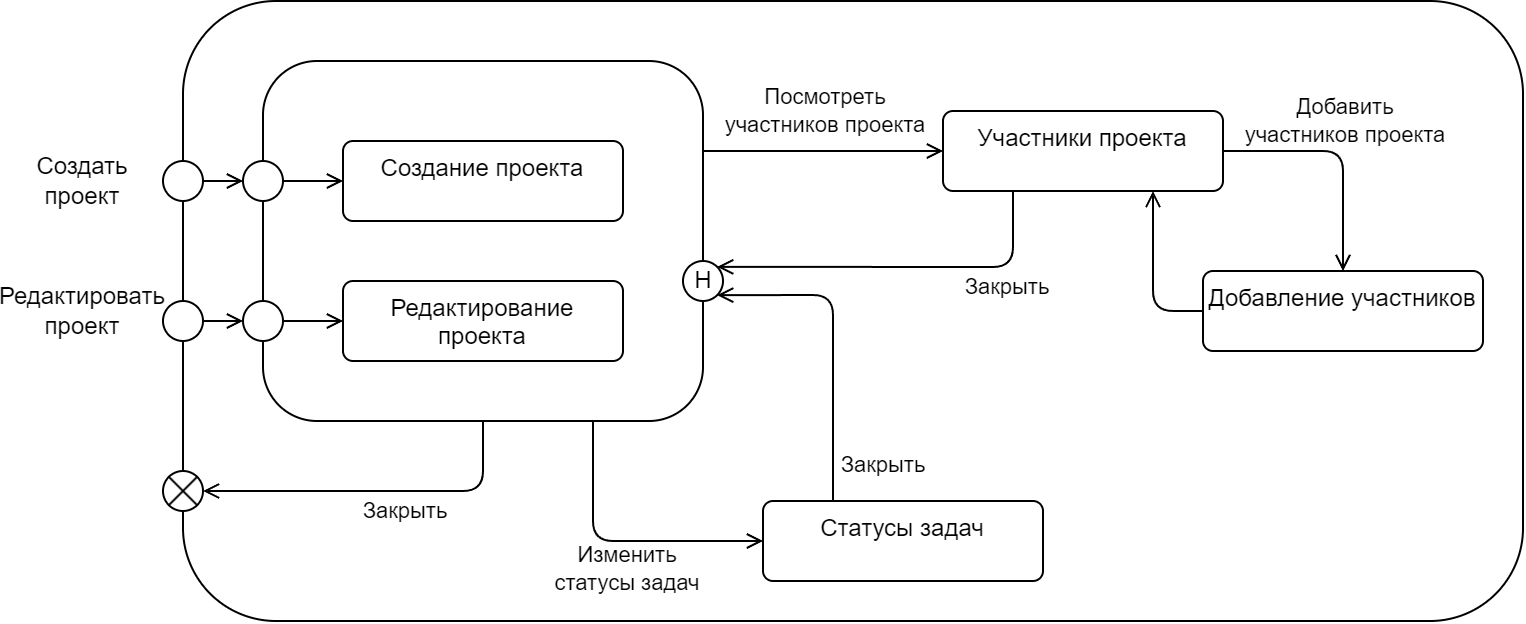 Создать
проект
Редактировать
проект
Создание проекта
Редактирование
проекта
Посмотреть
участников проекта
Участники проекта
Добавить
участников проекта
Н
Закрыть
Добавление участников
Закрыть
Закрыть
Изменить
статусы задач
Статусы задач